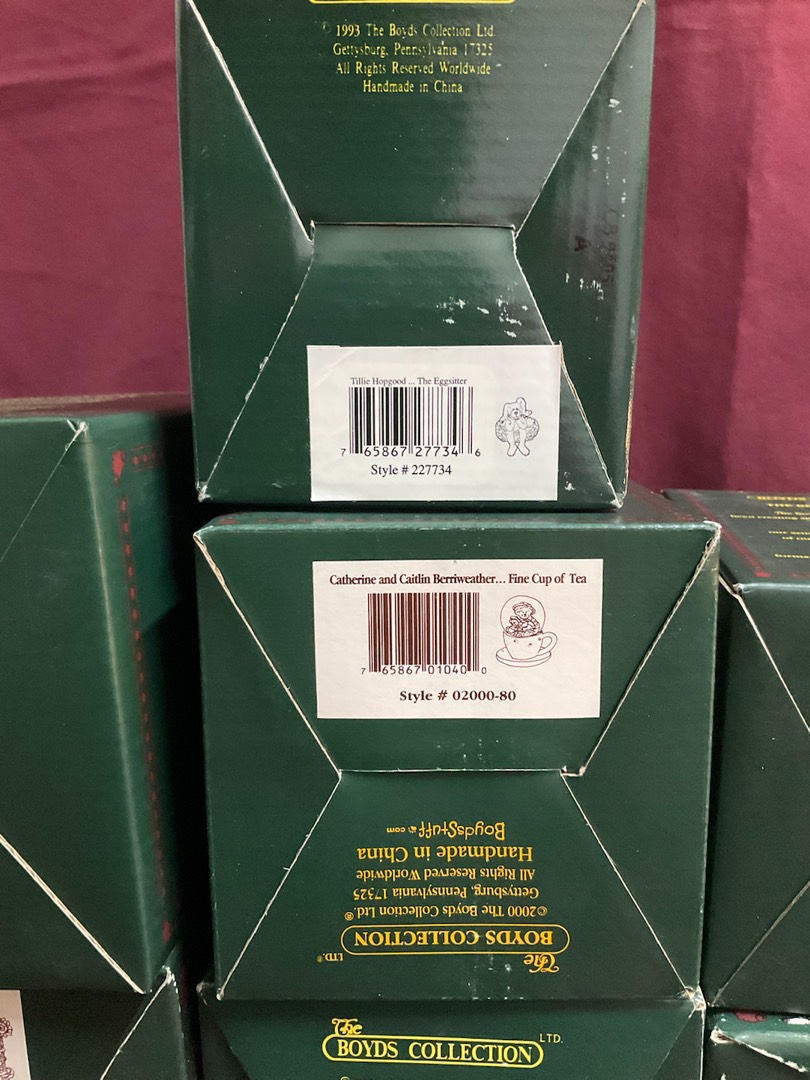 © 1993 The Boyds Collection Ltd.
Gettysburg, Pennsylvania 17325
All Rights Reserved Worldwide
Handmade in China
A
Tillie Hopgood ... The Eggsitter
7 65867 27734 6
Style # 227734
Catherine and Caitlin Berriweather... Fine Cup of Tea
7 65867 01040 0
Style # 02000-80
The
BOYDS COLLECTION
LTD.®
©2000 The Boyds Collection Ltd.®
Gettysburg, Pennsylvania 17325
All Rights Reserved Worldwide
Handmade in China
BoydsStuff.com
The
BOYDS COLLECTION
LTD.